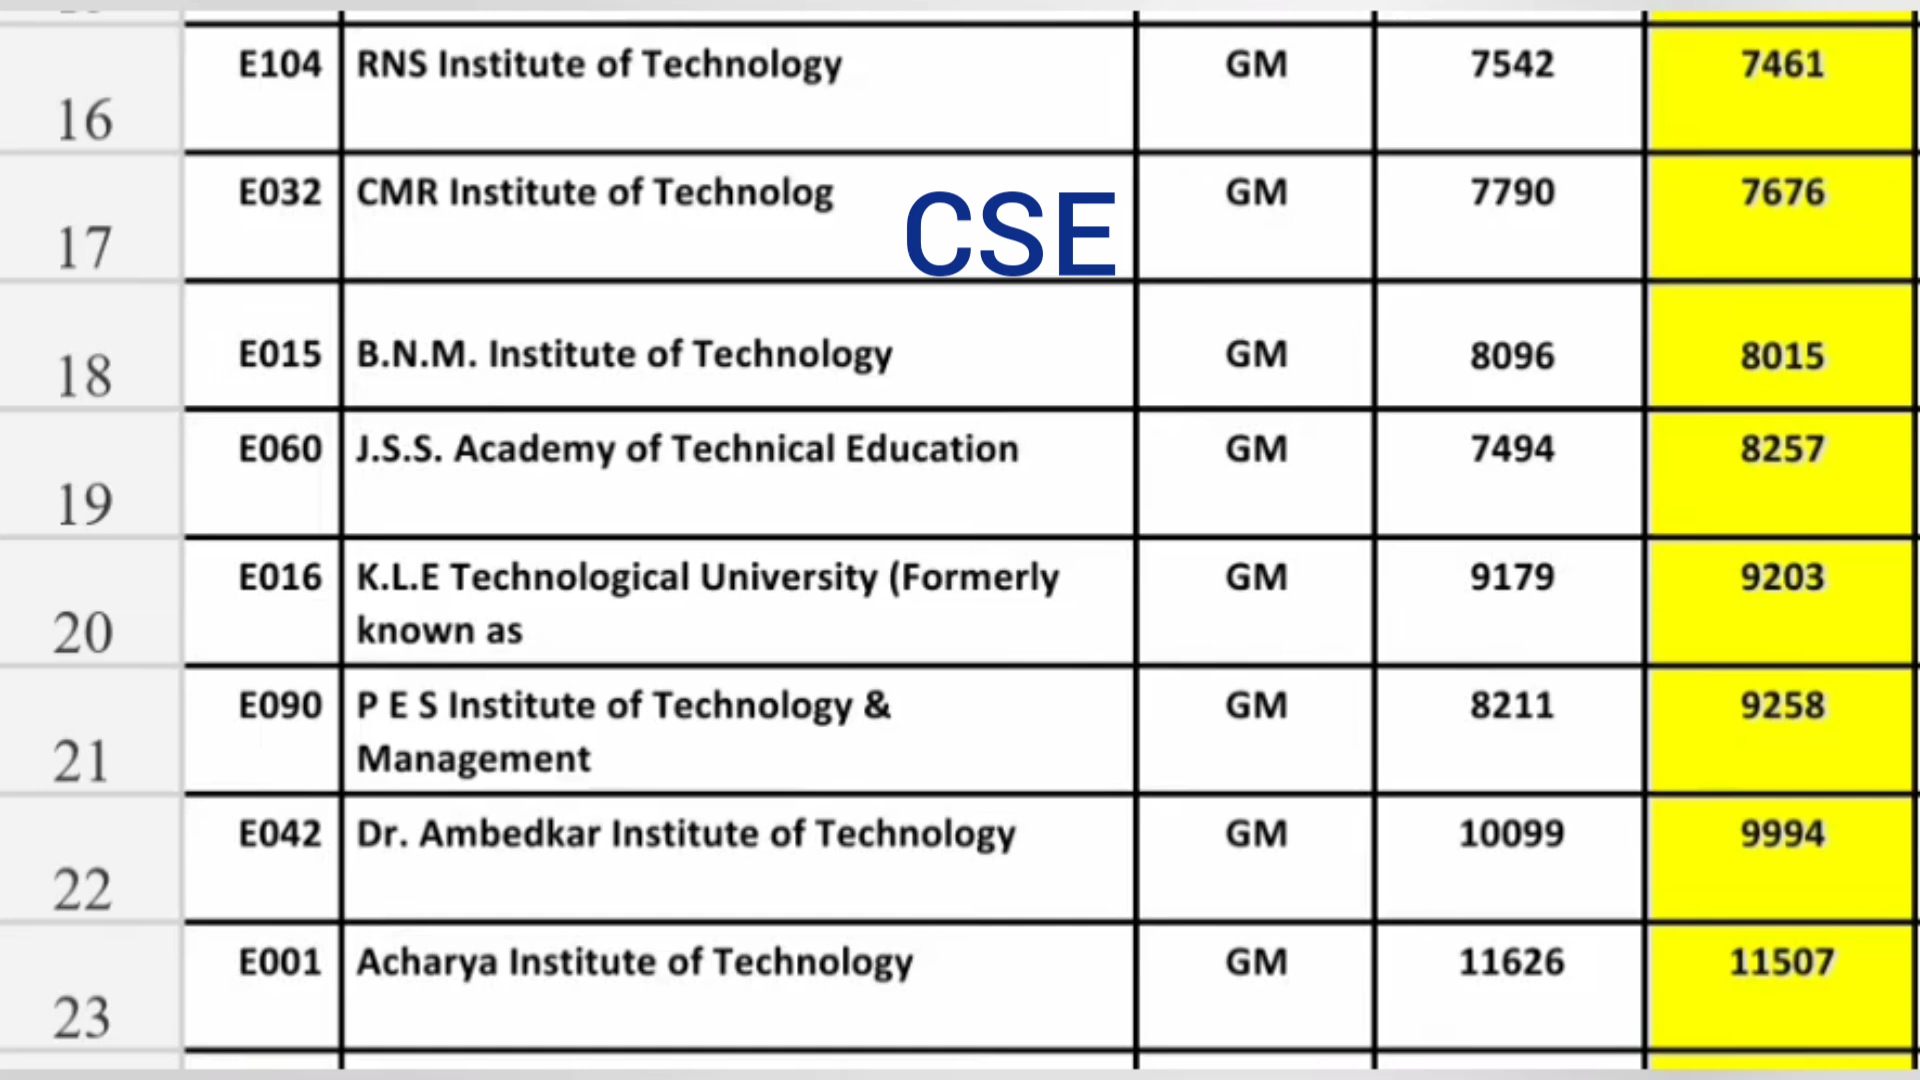 16 E104 RNS Institute of Technology GM 7542 7461
17 E032 CMR Institute of Technolog GM 7790 7676
CSE
18 E015 B.N.M. Institute of Technology GM 8096 8015
19 E060 J.S.S. Academy of Technical Education GM 7494 8257
20 E016 K.L.E Technological University (Formerly GM 9179 9203
known as
21 E090 P E S Institute of Technology & GM 8211 9258
Management
22 E042 Dr. Ambedkar Institute of Technology GM 10099 9994
23 E001 Acharya Institute of Technology GM 11626 11507